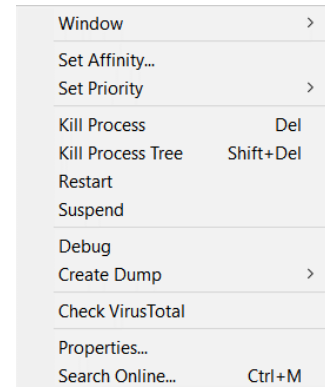 Window >
Set Affinity...
Set Priority >
Kill Process Del
Kill Process Tree Shift+Del
Restart
Suspend
Debug
Create Dump >
Check VirusTotal
Properties...
Search Online... Ctrl+M